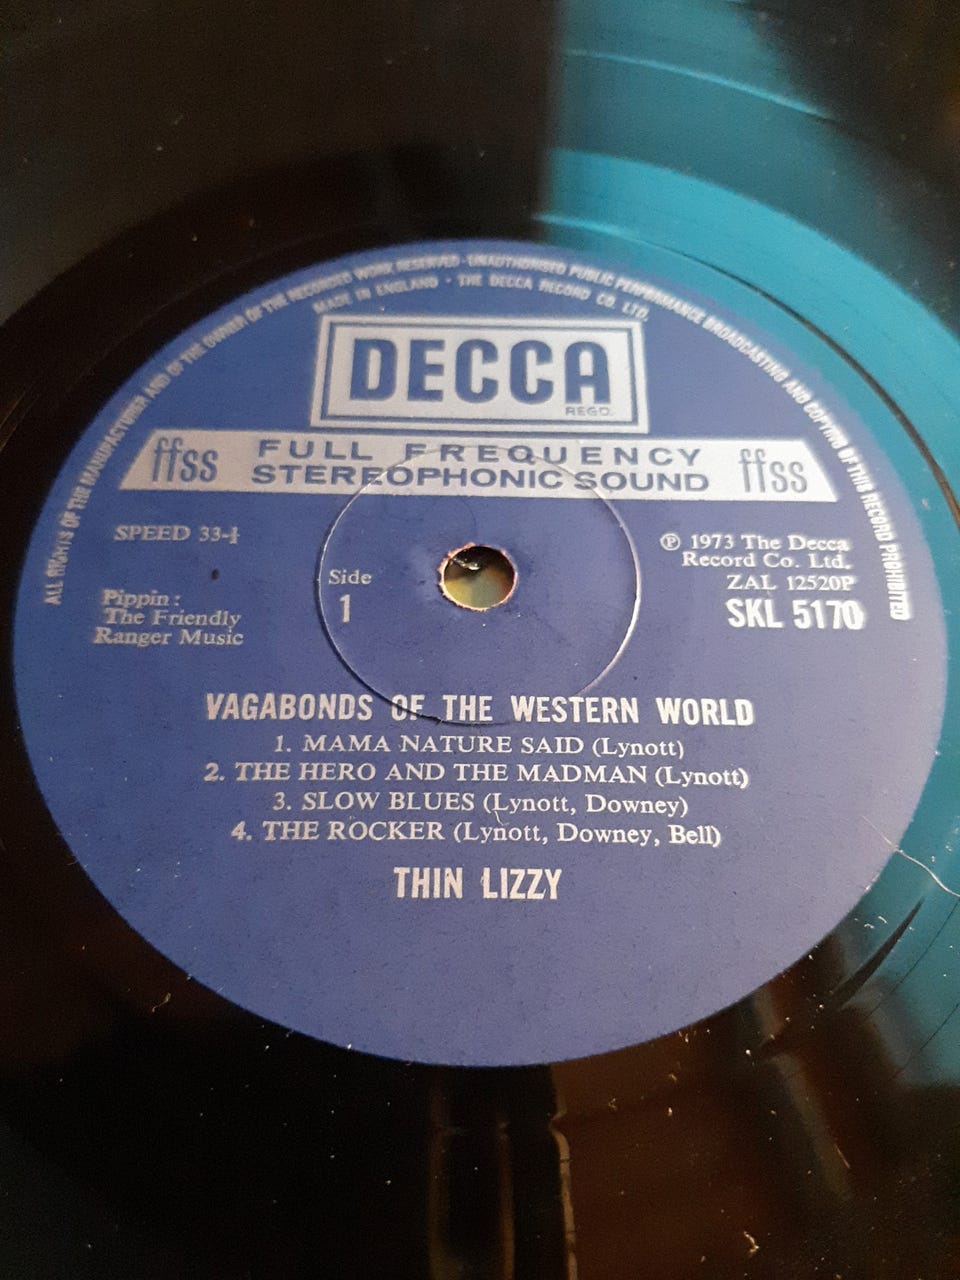 ALL RIGHTS OF THE MANUFACTURER AND OF THE OWNER OF THE RECORDED WORK RESERVED · UNAUTHORISED PUBLIC PERFORMANCE BROADCASTING AND COPYING OF THIS RECORD PROHIBITED
MADE IN ENGLAND · THE DECCA RECORD CO. LTD.
DECCA
REGD.
ffss FULL FREQUENCY ffss
STEREOPHONIC SOUND
SPEED 33-⅓
℗ 1973 The Decca
Record Co. Ltd.
ZAL 12520P
SKL 5170
Side
1
Pippin :
The Friendly
Ranger Music
VAGABONDS OF THE WESTERN WORLD
1. MAMA NATURE SAID (Lynott)
2. THE HERO AND THE MADMAN (Lynott)
3. SLOW BLUES (Lynott, Downey)
4. THE ROCKER (Lynott, Downey, Bell)
THIN LIZZY